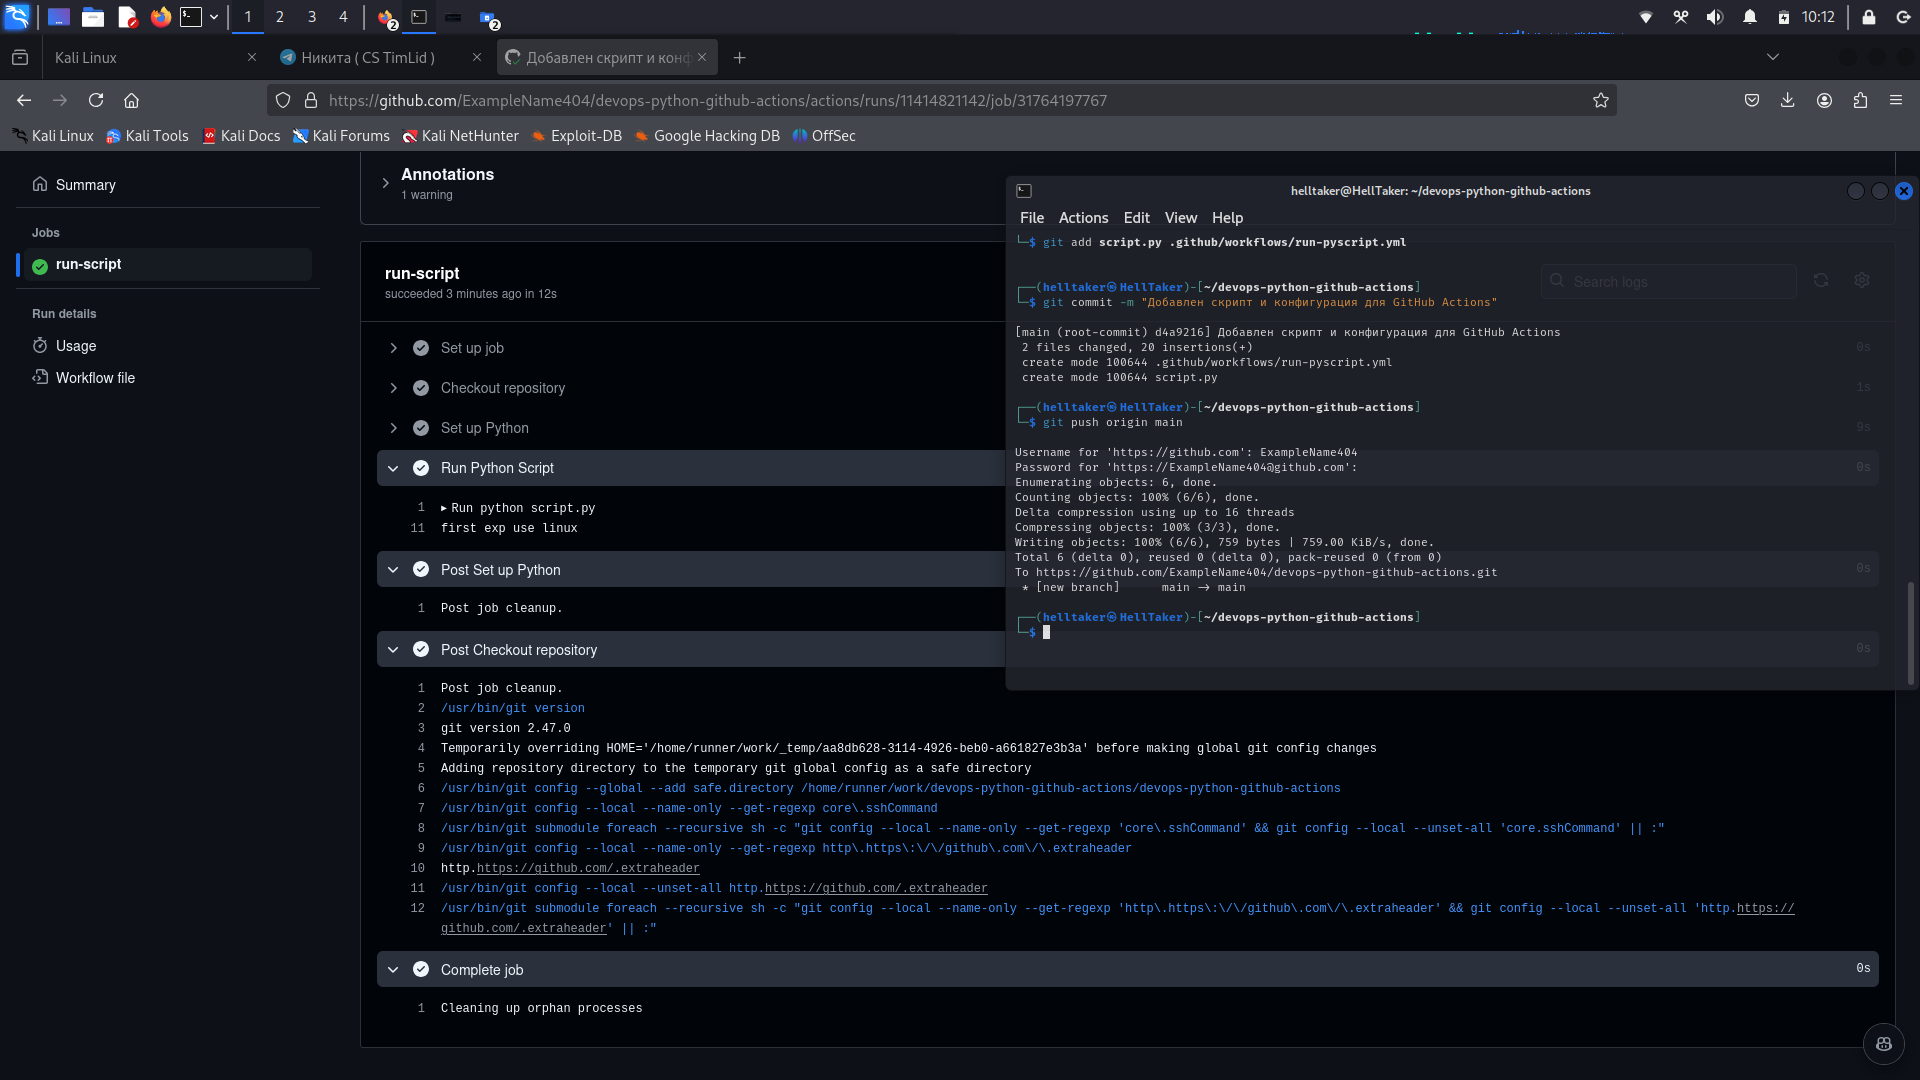 1
2
3
4
2
2
10:12
Kali Linux
Никита ( CS TimLid )
Добавлен скрипт и конф
https://github.com/ExampleName404/devops-python-github-actions/actions/runs/11414821142/job/31764197767
Kali Linux
Kali Tools
Kali Docs
Kali Forums
Kali NetHunter
Exploit-DB
Google Hacking DB
OffSec
Summary
Jobs
run-script
Run details
Usage
Workflow file
Annotations
1 warning
run-script
succeeded 3 minutes ago in 12s
Search logs
Set up job
0s
Checkout repository
1s
Set up Python
9s
Run Python Script
0s
1 Run python script.py
11 first exp use linux
Post Set up Python
0s
1 Post job cleanup.
Post Checkout repository
0s
1 Post job cleanup.
2 /usr/bin/git version
3 git version 2.47.0
4 Temporarily overriding HOME='/home/runner/work/_temp/aa8db628-3114-4926-beb0-a661827e3b3a' before making global git config changes
5 Adding repository directory to the temporary git global config as a safe directory
6 /usr/bin/git config --global --add safe.directory /home/runner/work/devops-python-github-actions/devops-python-github-actions
7 /usr/bin/git config --local --name-only --get-regexp core\.sshCommand
8 /usr/bin/git submodule foreach --recursive sh -c "git config --local --name-only --get-regexp 'core\.sshCommand' && git config --local --unset-all 'core.sshCommand' || :"
9 /usr/bin/git config --local --name-only --get-regexp http\.https\:\/\/github\.com\/\.extraheader
10 http.https://github.com/.extraheader
11 /usr/bin/git config --local --unset-all http.https://github.com/.extraheader
12 /usr/bin/git submodule foreach --recursive sh -c "git config --local --name-only --get-regexp 'http\.https\:\/\/github\.com\/\.extraheader' && git config --local --unset-all 'http.https://
github.com/.extraheader' || :"
Complete job
0s
1 Cleaning up orphan processes
helltaker@HellTaker: ~/devops-python-github-actions
File Actions Edit View Help
└─$ git add script.py .github/workflows/run-pyscript.yml
┌──(helltaker㉿HellTaker)-[~/devops-python-github-actions]
└─$ git commit -m "Добавлен скрипт и конфигурация для GitHub Actions"
[main (root-commit) d4a9216] Добавлен скрипт и конфигурация для GitHub Actions
2 files changed, 20 insertions(+)
create mode 100644 .github/workflows/run-pyscript.yml
create mode 100644 script.py
┌──(helltaker㉿HellTaker)-[~/devops-python-github-actions]
└─$ git push origin main
Username for 'https://github.com': ExampleName404
Password for 'https://ExampleName404@github.com':
Enumerating objects: 6, done.
Counting objects: 100% (6/6), done.
Delta compression using up to 16 threads
Compressing objects: 100% (3/3), done.
Writing objects: 100% (6/6), 759 bytes | 759.00 KiB/s, done.
Total 6 (delta 0), reused 0 (delta 0), pack-reused 0 (from 0)
To https://github.com/ExampleName404/devops-python-github-actions.git
* [new branch] main → main
┌──(helltaker㉿HellTaker)-[~/devops-python-github-actions]
└─$